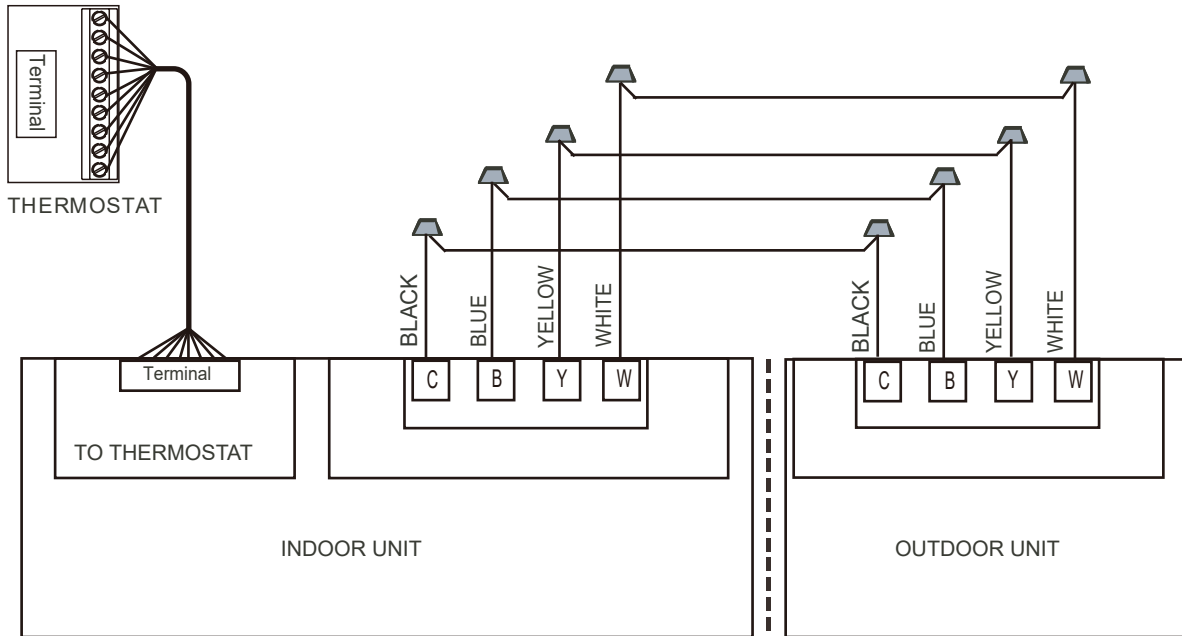 Terminal
THERMOSTAT
BLACK
BLUE
YELLOW
WHITE
BLACK
BLUE
YELLOW
WHITE
Terminal
C
B
Y
W
C
B
Y
W
TO THERMOSTAT
INDOOR UNIT
OUTDOOR UNIT